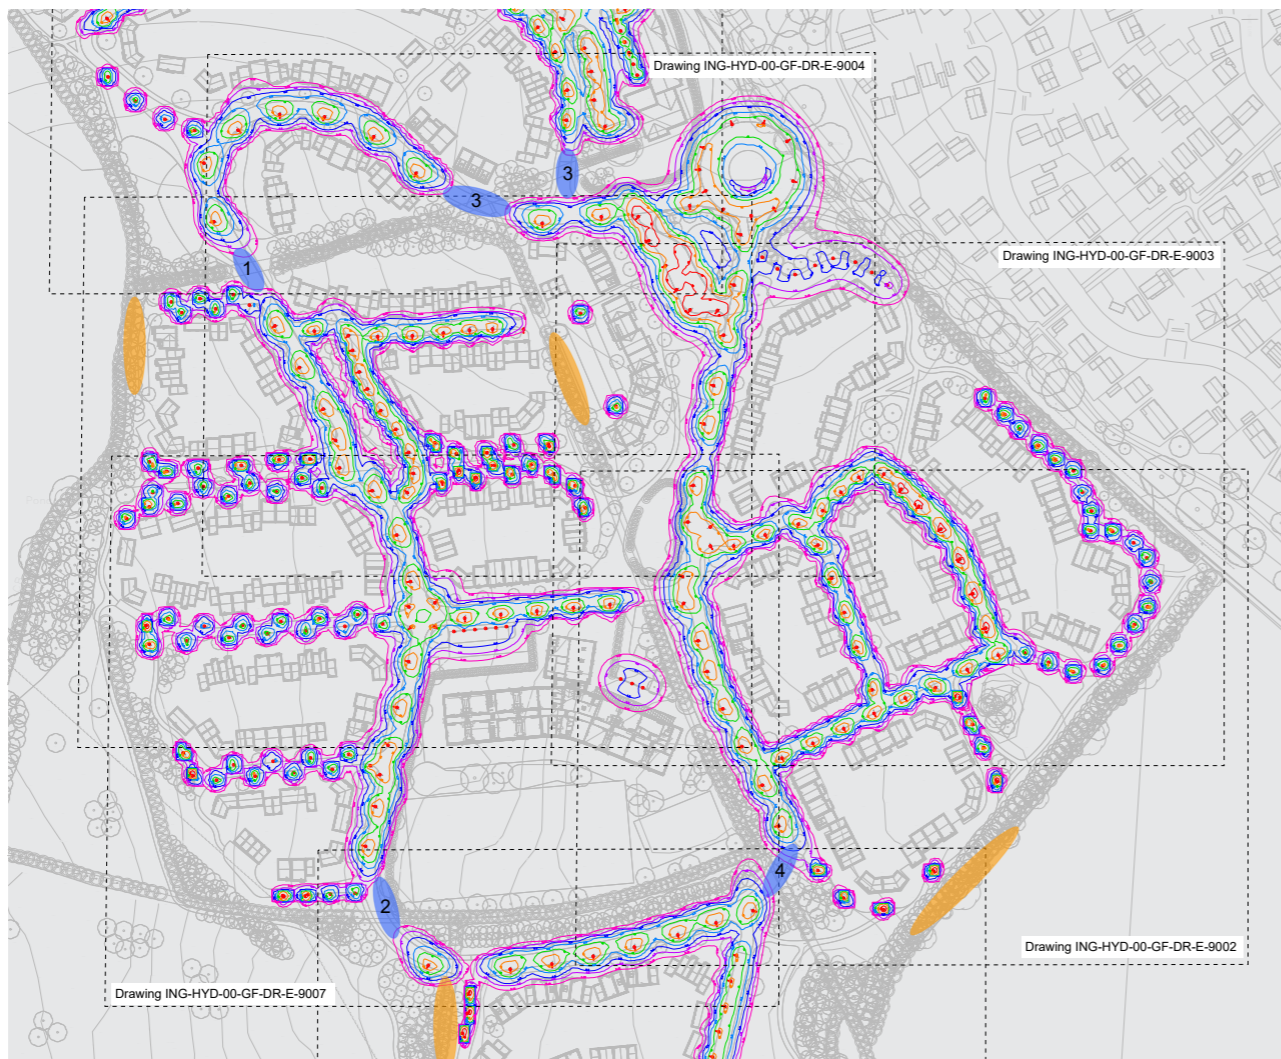 Drawing ING-HYD-00-GF-DR-E-9004
3
3
Drawing ING-HYD-00-GF-DR-E-9003
1
4
2
Drawing ING-HYD-00-GF-DR-E-9002
Drawing ING-HYD-00-GF-DR-E-9007